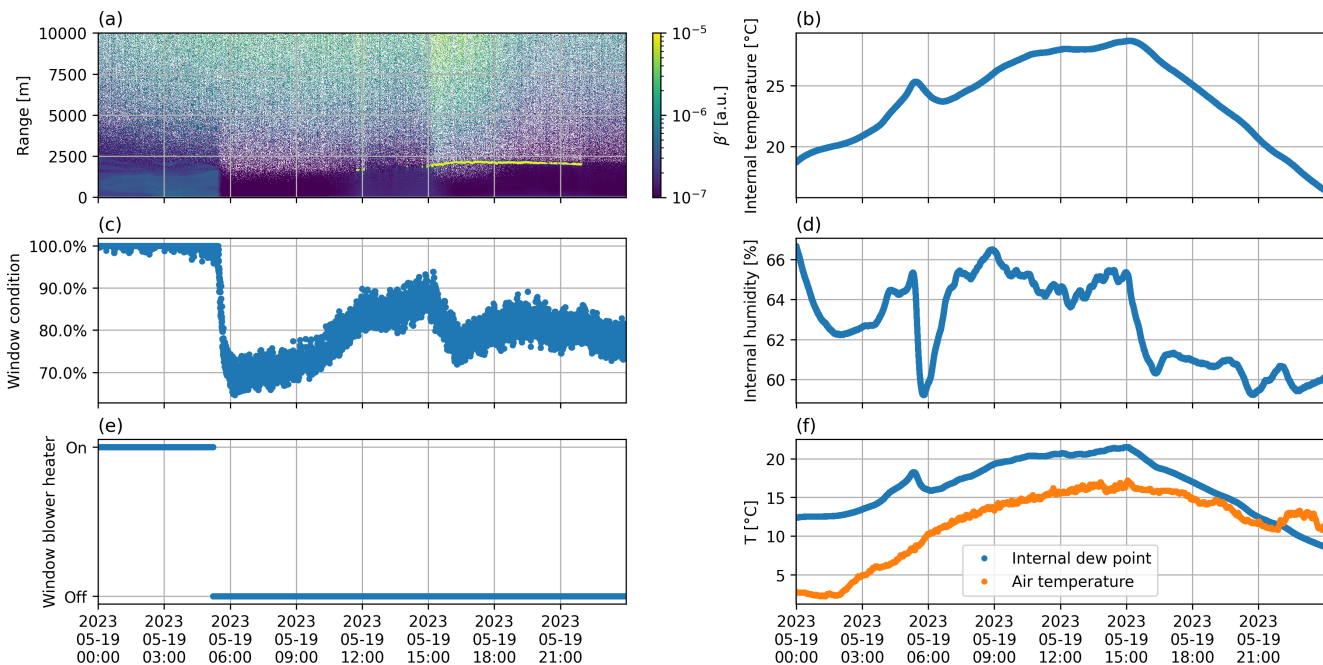 (a)
10000
7500
5000
2500
0
Range [m]
10⁻⁵
10⁻⁶
10⁻⁷
β′ [a.u.]
(b)
25
20
Internal temperature [°C]
(c)
100.0%
90.0%
80.0%
70.0%
Window condition
(d)
66
64
62
60
Internal humidity [%]
(e)
On
Off
Window blower heater
2023 2023 2023 2023 2023 2023 2023 2023
05-19 05-19 05-19 05-19 05-19 05-19 05-19 05-19
00:00 03:00 06:00 09:00 12:00 15:00 18:00 21:00
(f)
20
15
10
5
T [°C]
Internal dew point
Air temperature
2023 2023 2023 2023 2023 2023 2023 2023
05-19 05-19 05-19 05-19 05-19 05-19 05-19 05-19
00:00 03:00 06:00 09:00 12:00 15:00 18:00 21:00